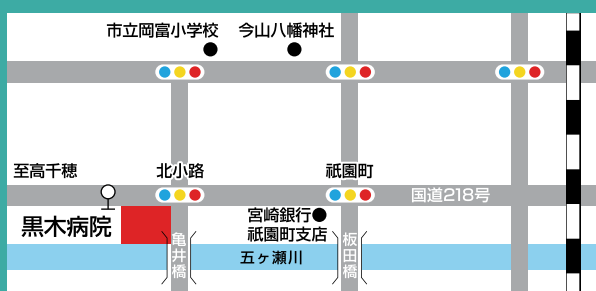 市立岡富小学校
今山八幡神社
至高千穂
北小路
祇園町
国道218号
黒木病院
宮崎銀行
祇園町支店
亀井橋
板田橋
五ヶ瀬川